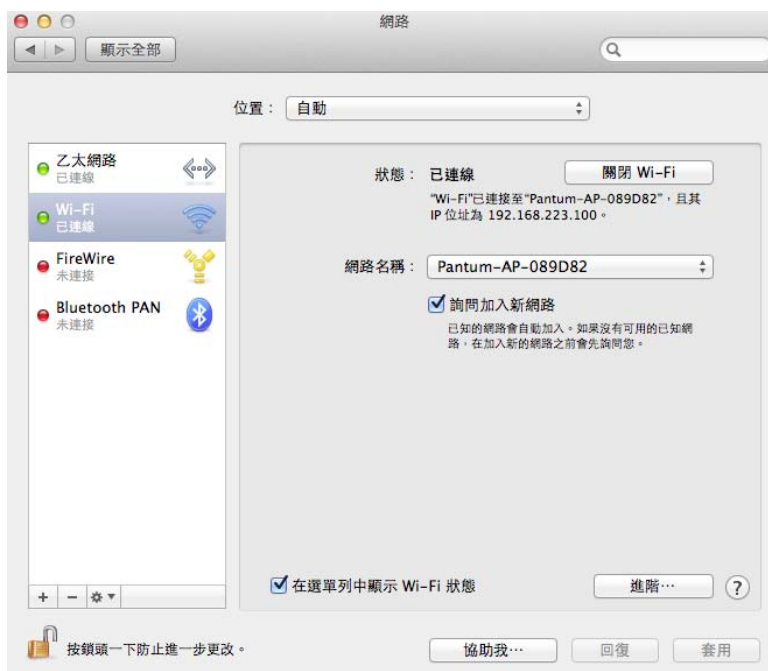 網路
顯示全部
位置： 自動
乙太網路
已連線
Wi-Fi
已連線
FireWire
未連接
Bluetooth PAN
未連接
狀態： 已連線 關閉 Wi-Fi
"Wi-Fi"已連接至"Pantum-AP-089D82"，且其
IP 位址為 192.168.223.100。
網路名稱： Pantum-AP-089D82
詢問加入新網路
已知的網路會自動加入。如果沒有可用的已知網
路，在加入新的網路之前會先詢問您。
在選單列中顯示 Wi-Fi 狀態 進階… ?
按鎖頭一下防止進一步更改。
協助我… 回復 套用